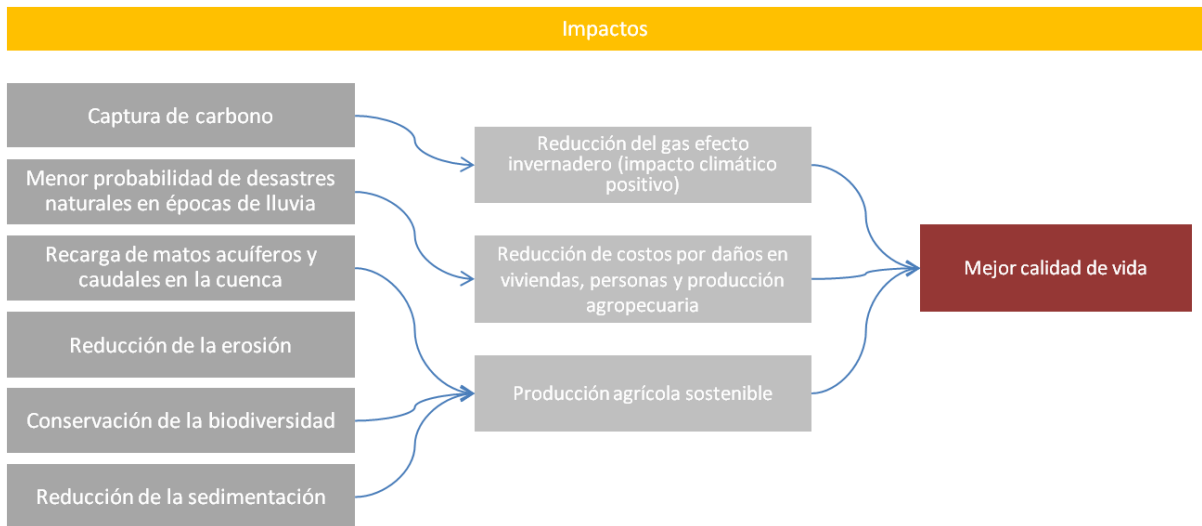 Impactos
Captura de carbono
Menor probabilidad de desastres
naturales en épocas de lluvia
Recarga de matos acuíferos y
caudales en la cuenca
Reducción de la erosión
Conservación de la biodiversidad
Reducción de la sedimentación
Reducción del gas efecto
invernadero (impacto climático
positivo)
Reducción de costos por daños en
viviendas, personas y producción
agropecuaria
Producción agrícola sostenible
Mejor calidad de vida